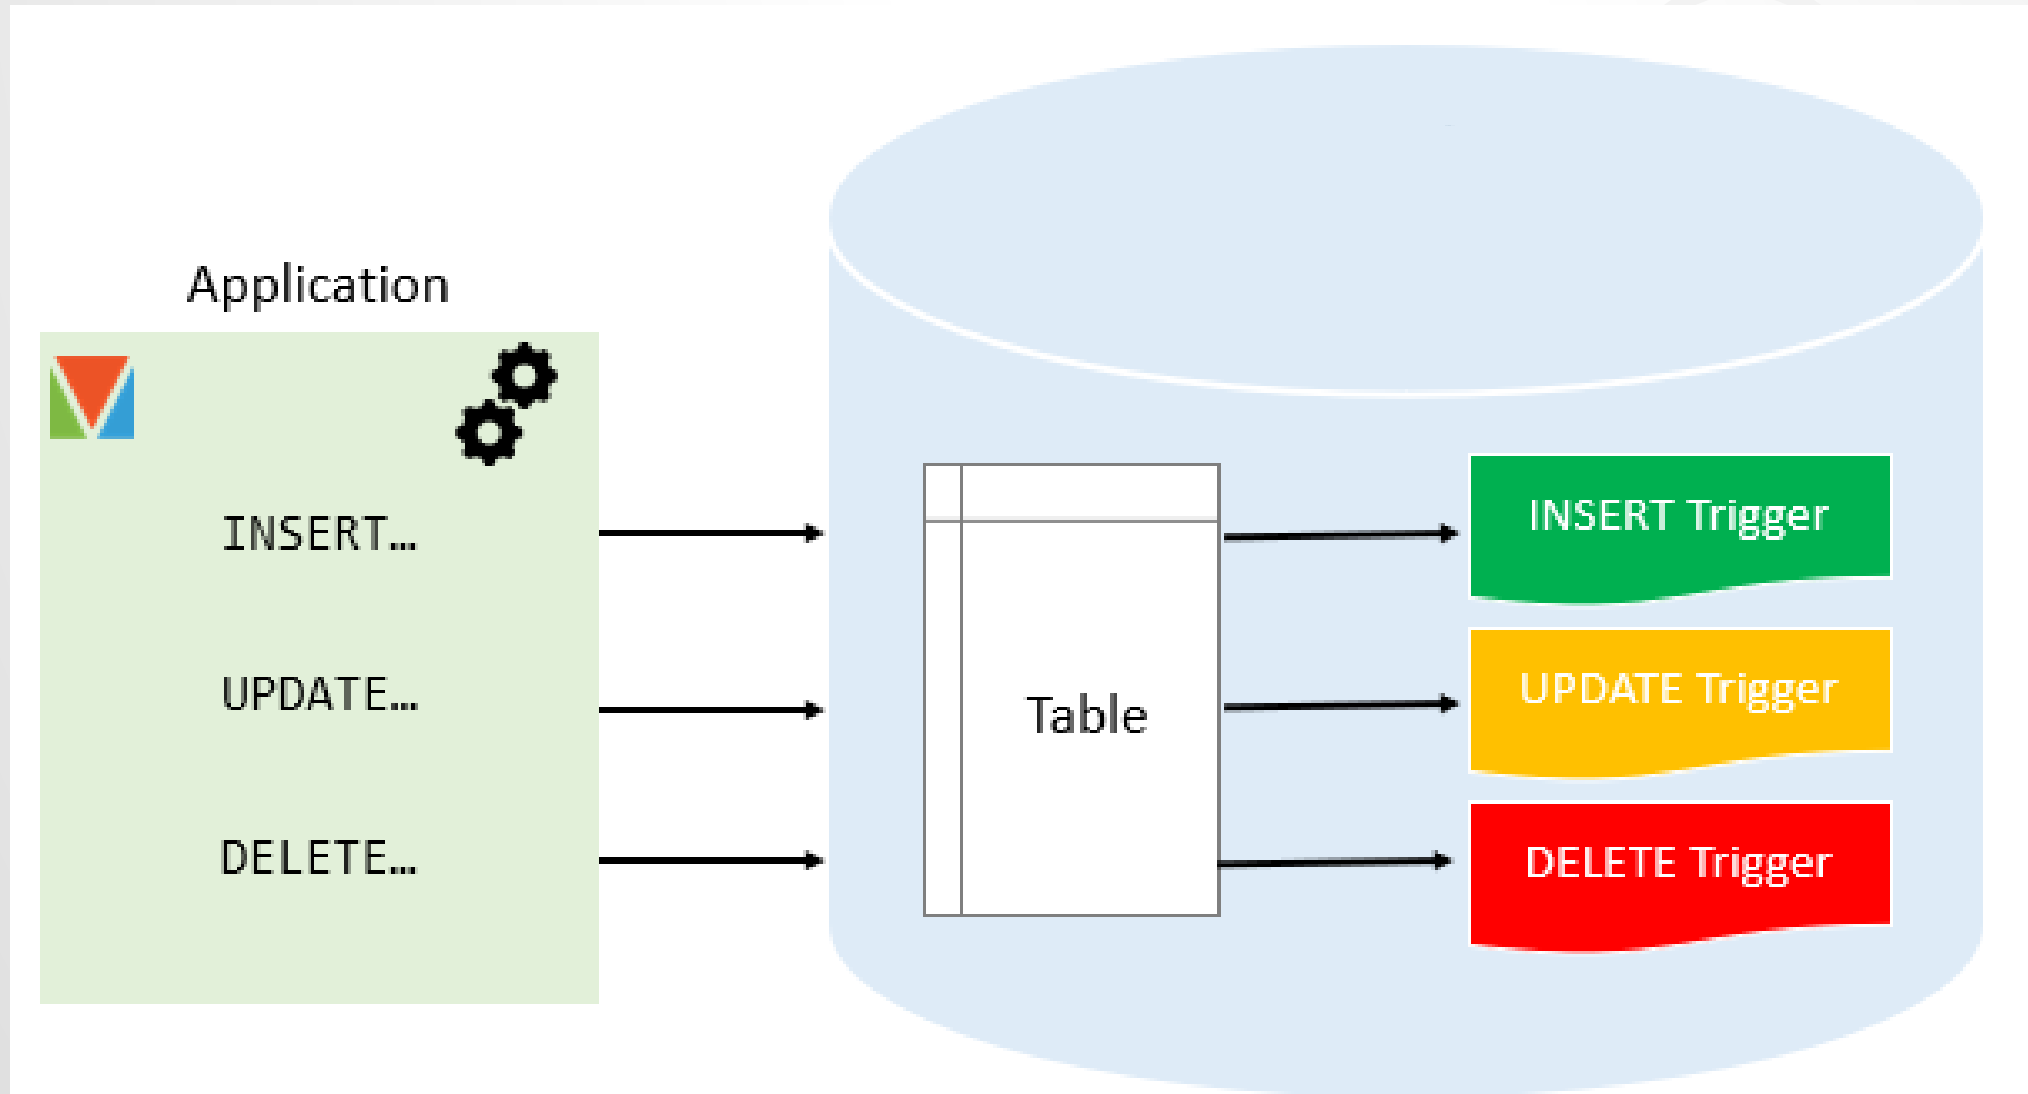 Application
INSERT…
UPDATE…
DELETE…
Table
INSERT Trigger
UPDATE Trigger
DELETE Trigger